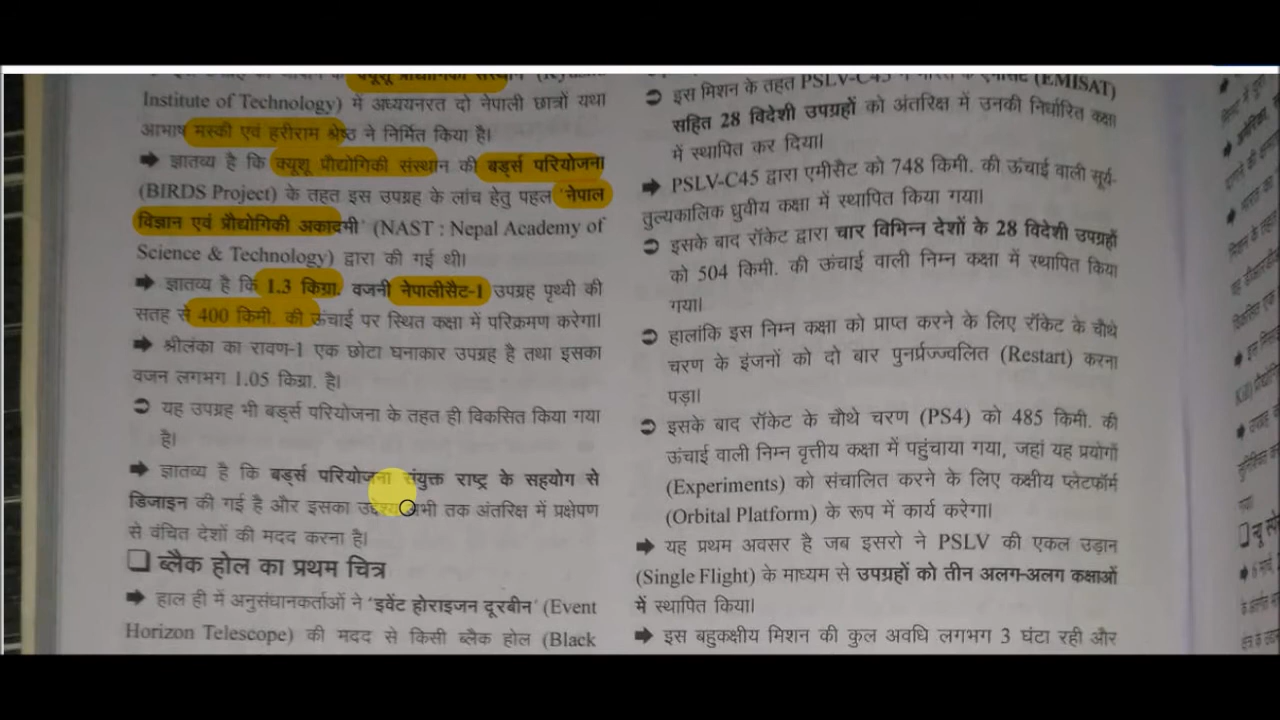 क्यूशू प्रौद्योगिकी संस्थान
Institute of Technology) में अध्ययनरत दो नेपाली छात्रों यथा
आभाष मस्की एवं हरीराम श्रेष्ठ ने निर्मित किया है।
➡ ज्ञातव्य है कि क्यूशू प्रौद्योगिकी संस्थान की बर्ड्स परियोजना
(BIRDS Project) के तहत इस उपग्रह के लांच हेतु पहल 'नेपाल
विज्ञान एवं प्रौद्योगिकी अकादमी' (NAST : Nepal Academy of
Science & Technology) द्वारा की गई थी।
➡ ज्ञातव्य है कि 1.3 किग्रा. वजनी नेपालीसैट-1 उपग्रह पृथ्वी की
सतह से 400 किमी. की ऊंचाई पर स्थित कक्षा में परिक्रमण करेगा।
➡ श्रीलंका का रावण-1 एक छोटा घनाकार उपग्रह है तथा इसका
वजन लगभग 1.05 किग्रा. है।
➲ यह उपग्रह भी बर्ड्स परियोजना के तहत ही विकसित किया गया
है।
➡ ज्ञातव्य है कि बर्ड्स परियोजना संयुक्त राष्ट्र के सहयोग से
डिजाइन की गई है और इसका उद्देश्य अभी तक अंतरिक्ष में प्रक्षेपण
से वंचित देशों की मदद करना है।
❑ ब्लैक होल का प्रथम चित्र
➡ हाल ही में अनुसंधानकर्ताओं ने 'इवेंट होराइजन दूरबीन' (Event
Horizon Telescope) की मदद से किसी ब्लैक होल (Black
➲ इस मिशन के तहत PSLV-C45 ने भारत के एमीसैट (EMISAT)
सहित 28 विदेशी उपग्रहों को अंतरिक्ष में उनकी निर्धारित कक्षा
में स्थापित कर दिया।
➡ PSLV-C45 द्वारा एमीसैट को 748 किमी. की ऊंचाई वाली सूर्य-
तुल्यकालिक ध्रुवीय कक्षा में स्थापित किया गया।
➲ इसके बाद रॉकेट द्वारा चार विभिन्न देशों के 28 विदेशी उपग्रहों
को 504 किमी. की ऊंचाई वाली निम्न कक्षा में स्थापित किया
गया।
➲ हालांकि इस निम्न कक्षा को प्राप्त करने के लिए रॉकेट के चौथे
चरण के इंजनों को दो बार पुनर्प्रज्ज्वलित (Restart) करना
पड़ा।
➲ इसके बाद रॉकेट के चौथे चरण (PS4) को 485 किमी. की
ऊंचाई वाली निम्न वृत्तीय कक्षा में पहुंचाया गया, जहां यह प्रयोगों
(Experiments) को संचालित करने के लिए कक्षीय प्लेटफॉर्म
(Orbital Platform) के रूप में कार्य करेगा।
➡ यह प्रथम अवसर है जब इसरो ने PSLV की एकल उड़ान
(Single Flight) के माध्यम से उपग्रहों को तीन अलग-अलग कक्षाओं
में स्थापित किया।
➡ इस बहुकक्षीय मिशन की कुल अवधि लगभग 3 घंटा रही और